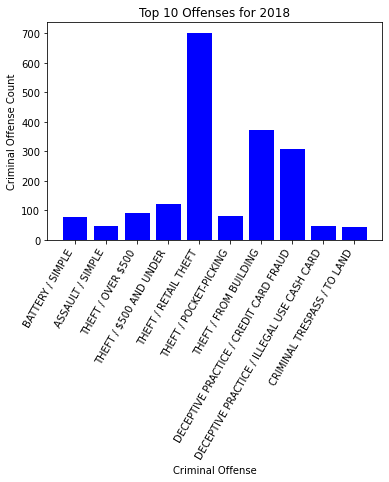 Top 10 Offenses for 2018
Criminal Offense Count
700
600
500
400
300
200
100
0
BATTERY / SIMPLE
ASSAULT / SIMPLE
THEFT / OVER $500
THEFT / $500 AND UNDER
THEFT / RETAIL THEFT
THEFT / POCKET-PICKING
THEFT / FROM BUILDING
DECEPTIVE PRACTICE / CREDIT CARD FRAUD
DECEPTIVE PRACTICE / ILLEGAL USE CASH CARD
CRIMINAL TRESPASS / TO LAND
Criminal Offense